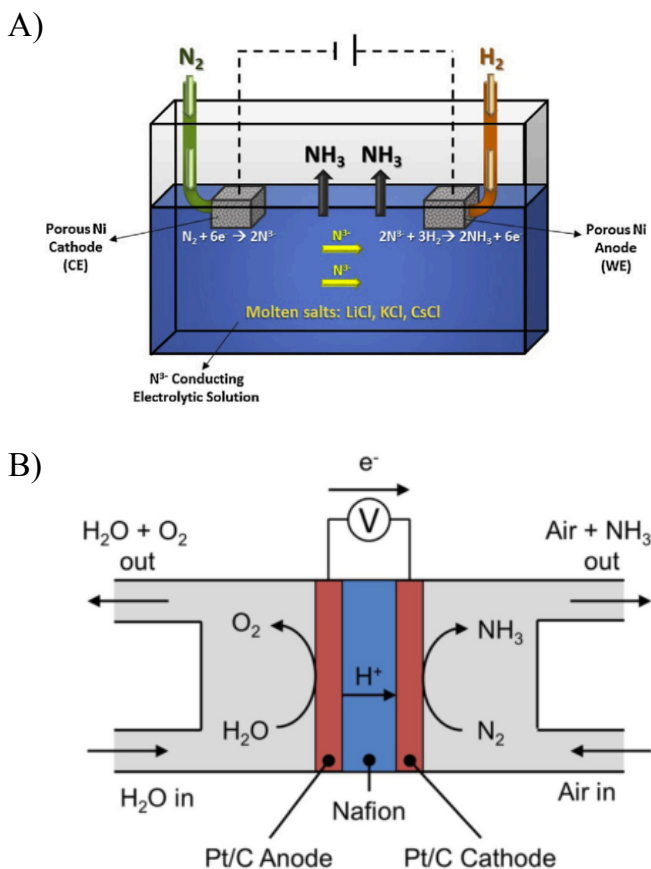 A)
N₂
H₂
NH₃ NH₃
Porous Ni
Cathode
(CE)
N₂ + 6e⁻ → 2N³⁻
N³⁻
2N³⁻ + 3H₂ → 2NH₃ + 6e⁻
Porous Ni
Anode
(WE)
N³⁻
Molten salts: LiCl, KCl, CsCl
N³⁻ Conducting
Electrolytic Solution
B)
e⁻
V
H₂O + O₂
out
Air + NH₃
out
O₂
NH₃
H⁺
H₂O
N₂
H₂O in
Nafion
Air in
Pt/C Anode
Pt/C Cathode